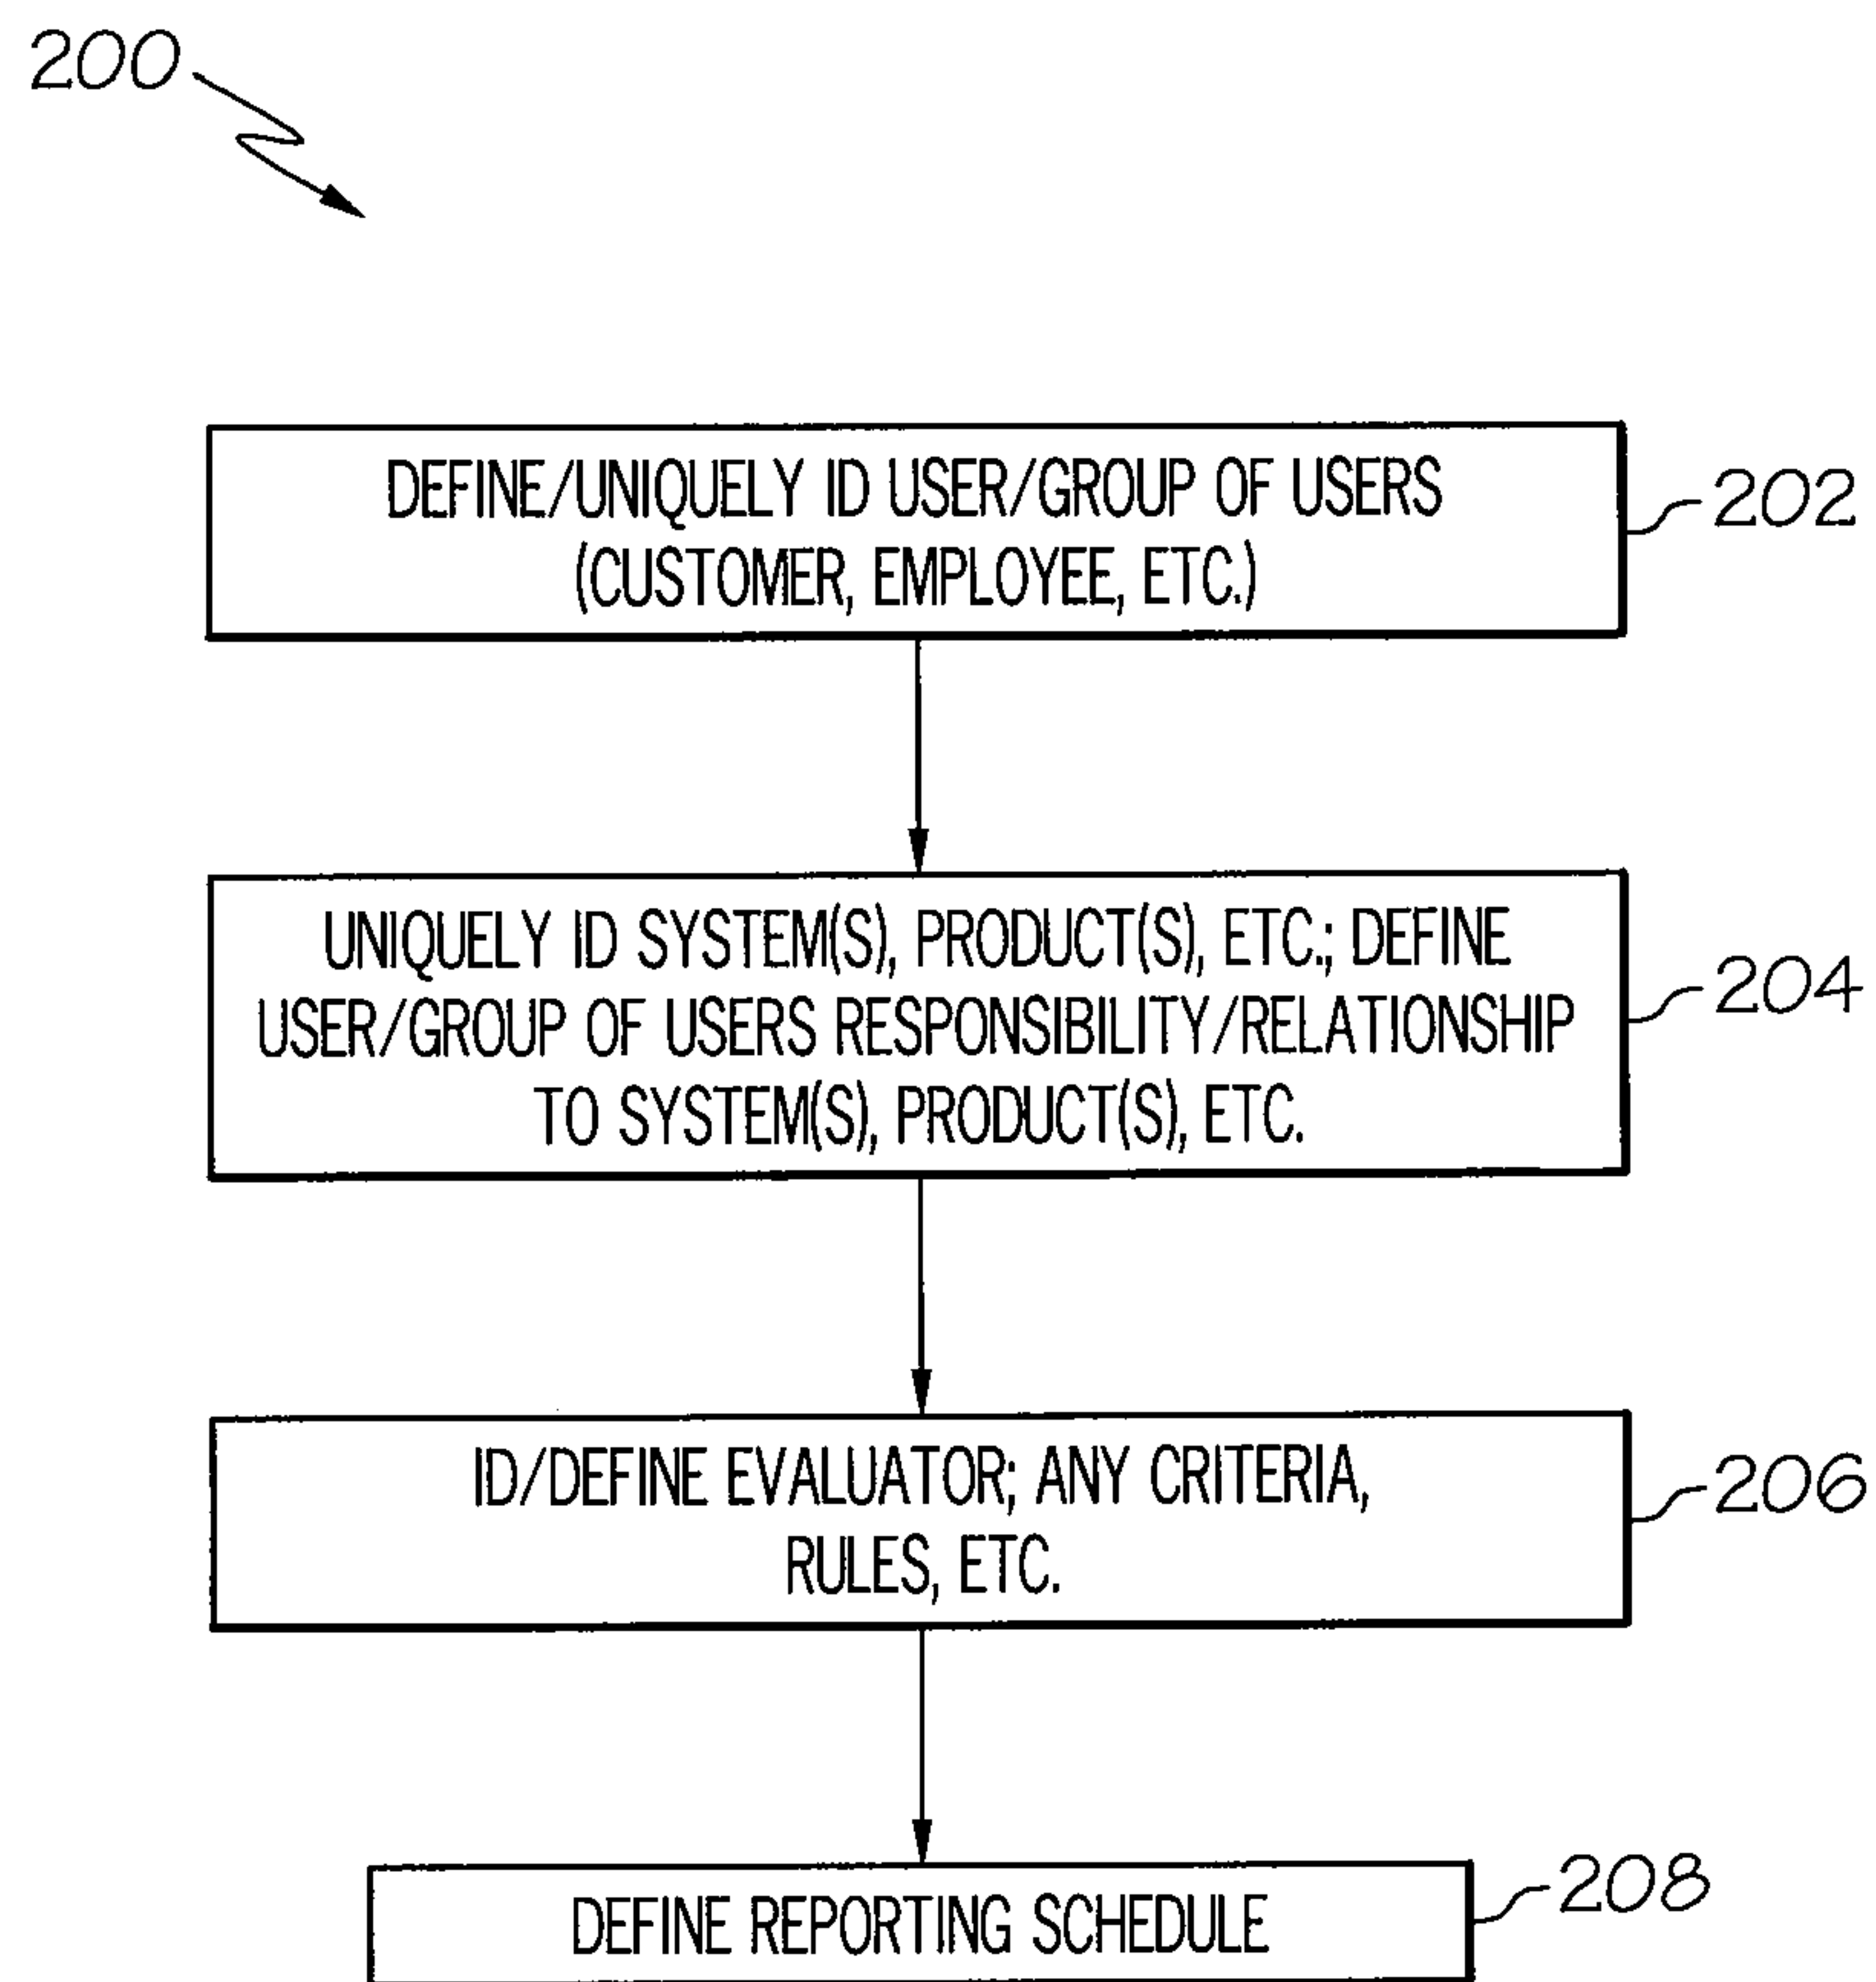 200
DEFINE/UNIQUELY ID USER/GROUP OF USERS
(CUSTOMER, EMPLOYEE, ETC.)
202
UNIQUELY ID SYSTEM(S), PRODUCT(S), ETC.; DEFINE
USER/GROUP OF USERS RESPONSIBILITY/RELATIONSHIP
TO SYSTEM(S), PRODUCT(S), ETC.
204
ID/DEFINE EVALUATOR; ANY CRITERIA,
RULES, ETC.
206
DEFINE REPORTING SCHEDULE
208